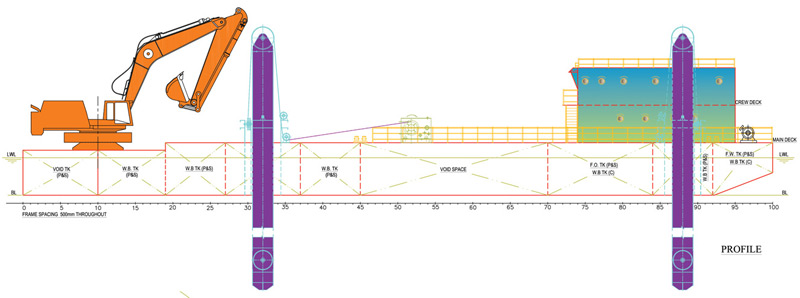 CREW DECK
MAIN DECK
LWL
LWL
VOID TK
(P&S)
W.B. TK
(P&S)
W.B TK (P&S)
W.B. TK
(P&S)
VOID SPACE
F.O. TK (P&S)
W.B TK (C)
W.B TK (P&S)
F.W. TK (P&S)
W.B TK (C)
BL
BL
0 5 10 15 20 25 35 40 45 50 55 60 65 70 75 80 85 90 95 100
FRAME SPACING 500mm THROUGHOUT
PROFILE